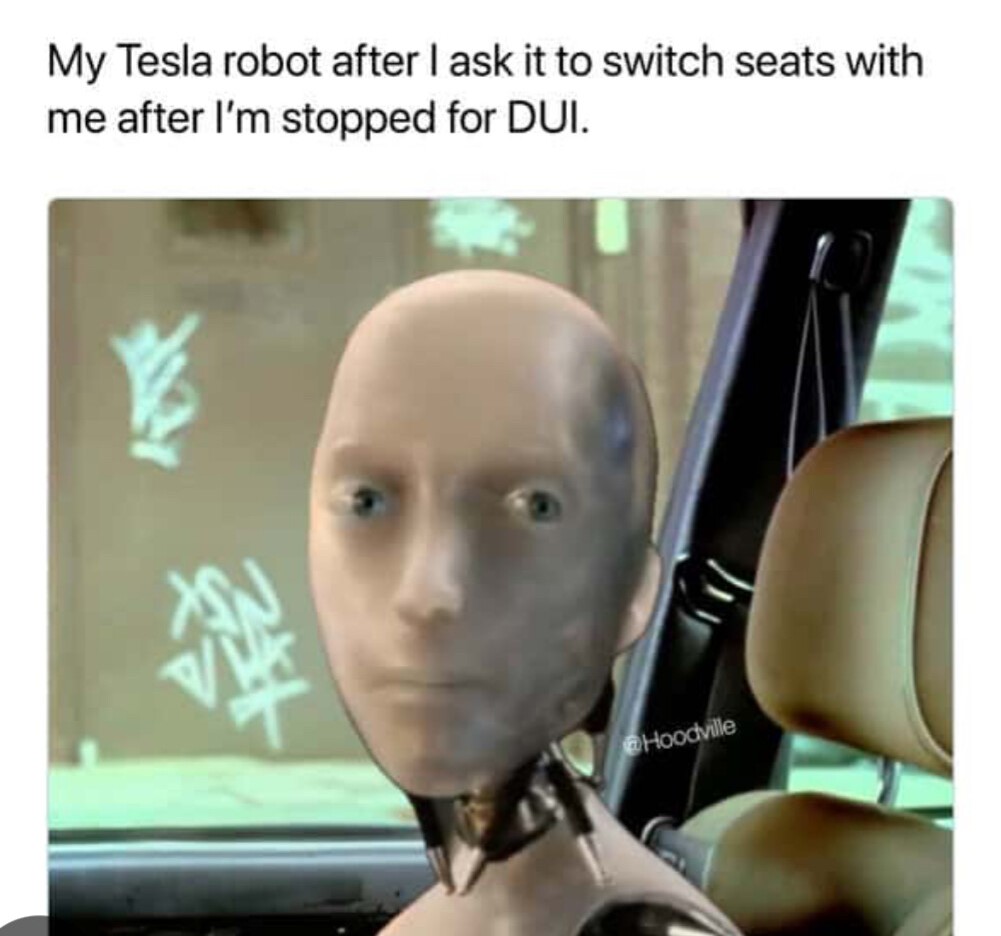 My Tesla robot after I ask it to switch seats with
me after I'm stopped for DUI.
@Hoodville